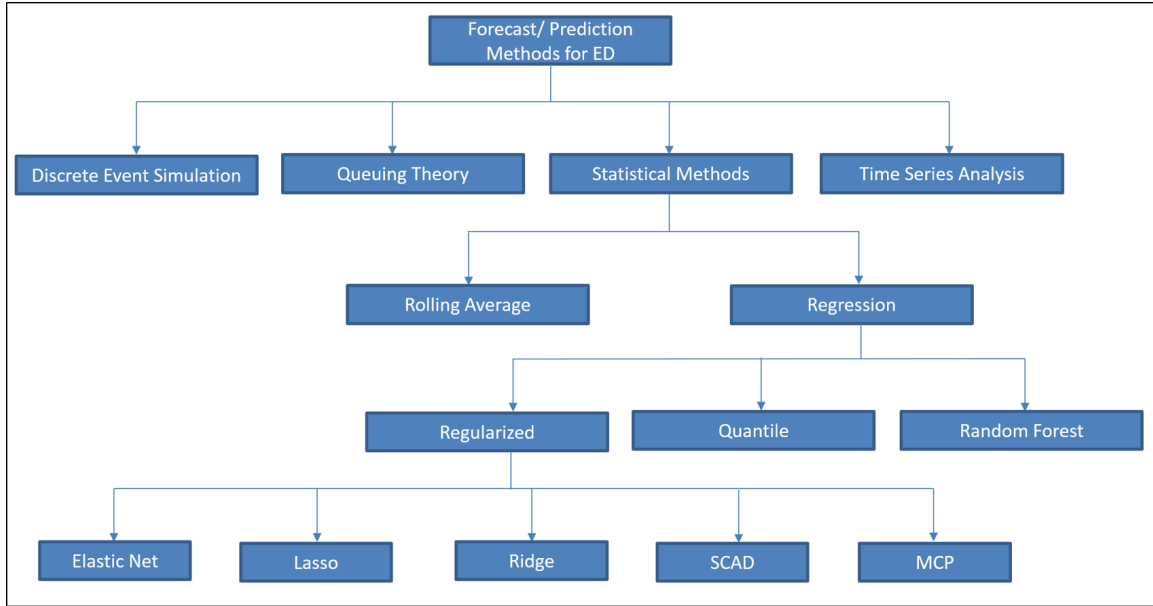 Forecast/ Prediction
Methods for ED
Discrete Event Simulation
Queuing Theory
Statistical Methods
Time Series Analysis
Rolling Average
Regression
Regularized
Quantile
Random Forest
Elastic Net
Lasso
Ridge
SCAD
MCP